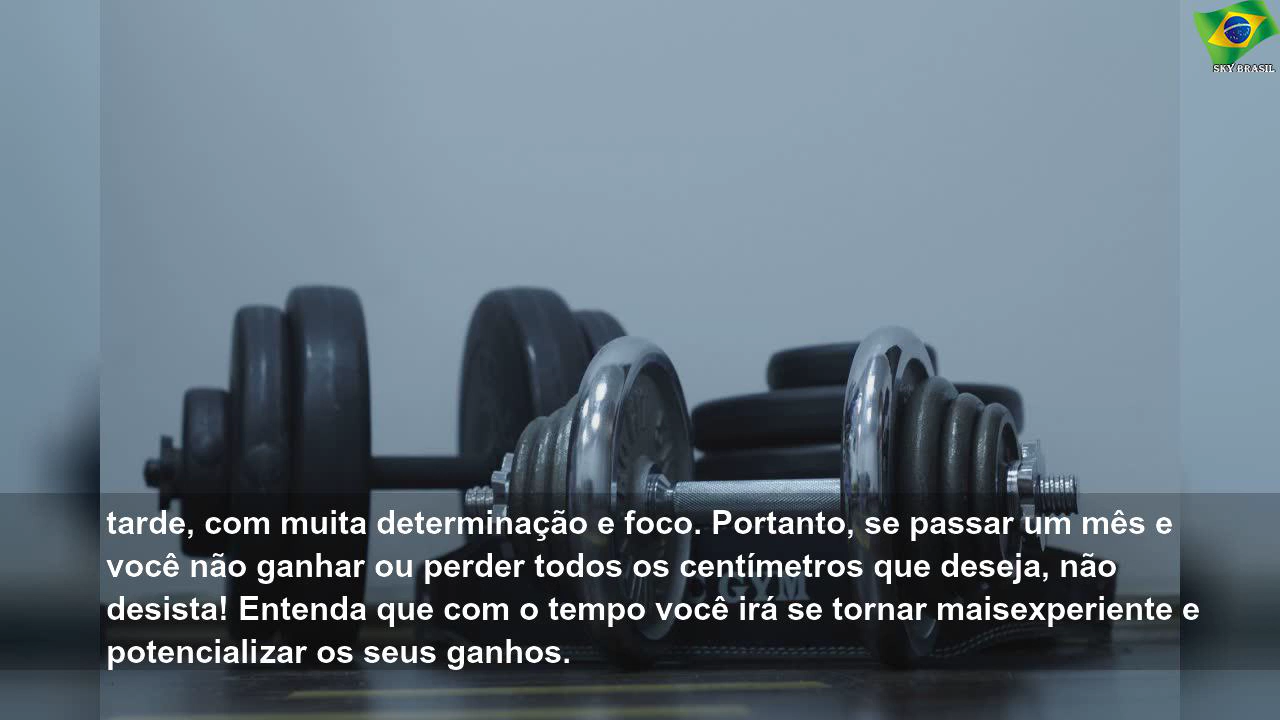 SKY BRASIL
tarde, com muita determinação e foco. Portanto, se passar um mês e
você não ganhar ou perder todos os centímetros que deseja, não
desista! Entenda que com o tempo você irá se tornar maisexperiente e
potencializar os seus ganhos.
GYM